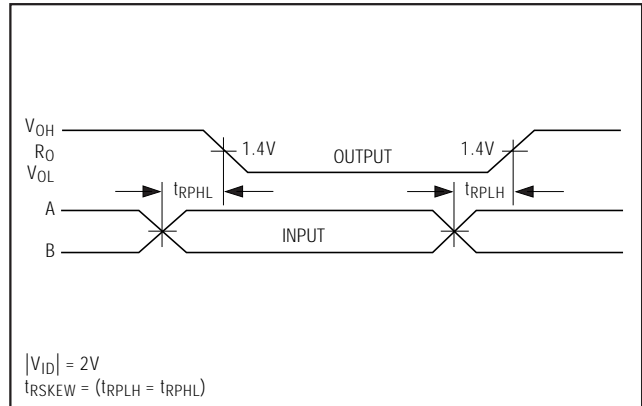 VOH
RO
VOL
1.4V
OUTPUT
1.4V
tRPHL
tRPLH
A
INPUT
B
|VID| = 2V
tRSKEW = (tRPLH = tRPHL)